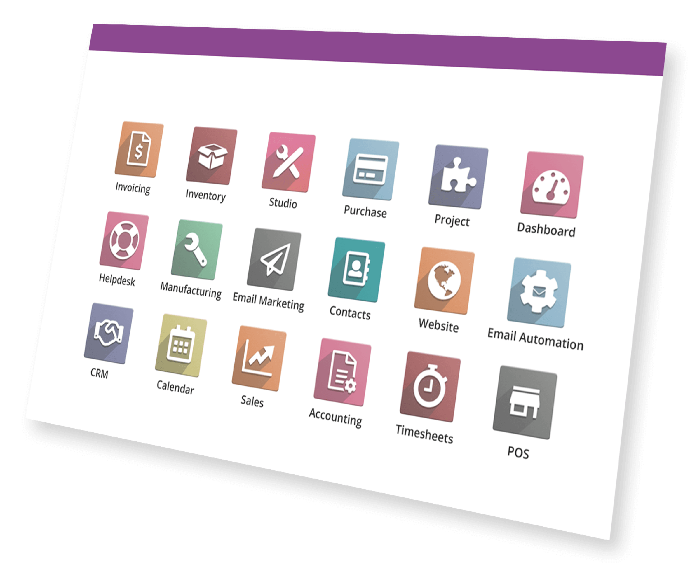 Invoicing
Inventory
Studio
Purchase
Project
Dashboard
Helpdesk
Manufacturing
Email Marketing
Contacts
Website
Email Automation
CRM
Calendar
Sales
Accounting
Timesheets
POS